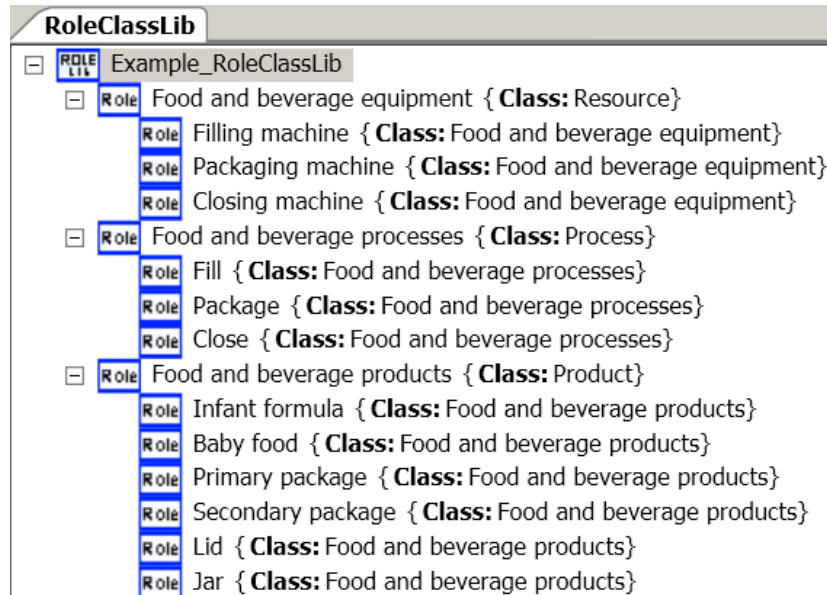 RoleClassLib
ROLE LIB Example_RoleClassLib
Role Food and beverage equipment {Class: Resource}
Role Filling machine {Class: Food and beverage equipment}
Role Packaging machine {Class: Food and beverage equipment}
Role Closing machine {Class: Food and beverage equipment}
Role Food and beverage processes {Class: Process}
Role Fill {Class: Food and beverage processes}
Role Package {Class: Food and beverage processes}
Role Close {Class: Food and beverage processes}
Role Food and beverage products {Class: Product}
Role Infant formula {Class: Food and beverage products}
Role Baby food {Class: Food and beverage products}
Role Primary package {Class: Food and beverage products}
Role Secondary package {Class: Food and beverage products}
Role Lid {Class: Food and beverage products}
Role Jar {Class: Food and beverage products}